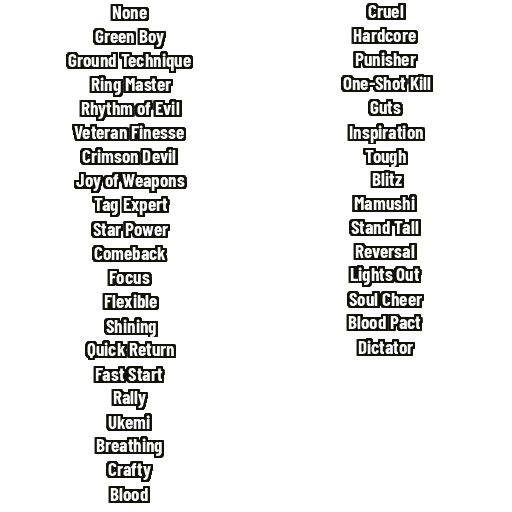 None
Green Boy
Ground Technique
Ring Master
Rhythm of Evil
Veteran Finesse
Crimson Devil
Joy of Weapons
Tag Expert
Star Power
Comeback
Focus
Flexible
Shining
Quick Return
Fast Start
Rally
Ukemi
Breathing
Crafty
Blood
Cruel
Hardcore
Punisher
One-Shot Kill
Guts
Inspiration
Tough
Blitz
Mamushi
Stand Tall
Reversal
Lights Out
Soul Cheer
Blood Pact
Dictator